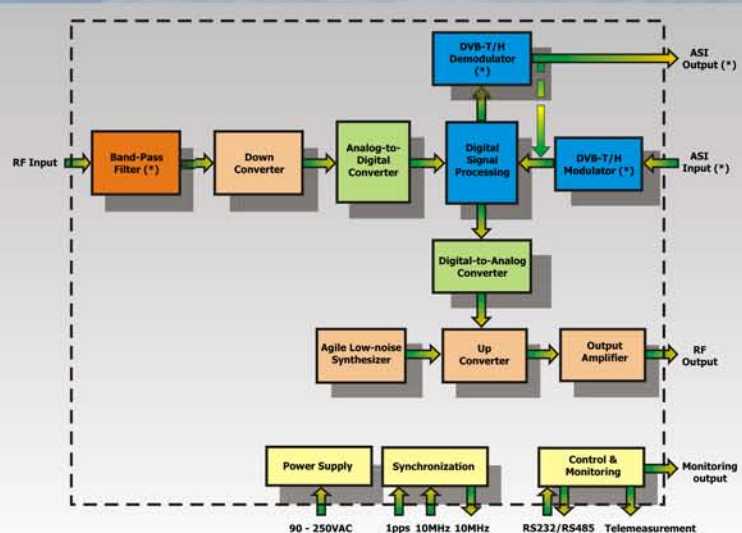 DVB-T/H
Demodulator
(*)
ASI
Output (*)
RF Input
Band-Pass
Filter (*)
Down
Converter
Analog-to-
Digital
Converter
Digital
Signal
Processing
DVB-T/H
Modulator (*)
ASI
Input (*)
Digital-to-Analog
Converter
Agile Low-noise
Synthesizer
Up
Converter
Output
Amplifier
RF
Output
Power Supply
Synchronization
Control &
Monitoring
Monitoring
output
90 - 250VAC
1pps 10MHz 10MHz
RS232/RS485
Telemeasurement